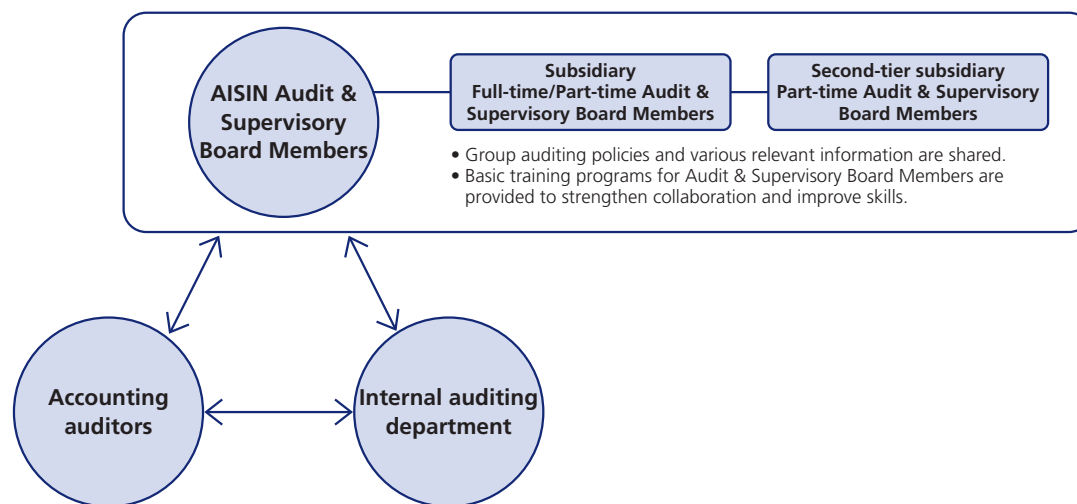 AISIN Audit &
Supervisory
Board Members
Subsidiary
Full-time/Part-time Audit &
Supervisory Board Members
Second-tier subsidiary
Part-time Audit & Supervisory
Board Members
• Group auditing policies and various relevant information are shared.
• Basic training programs for Audit & Supervisory Board Members are
provided to strengthen collaboration and improve skills.
Accounting
auditors
Internal auditing
department